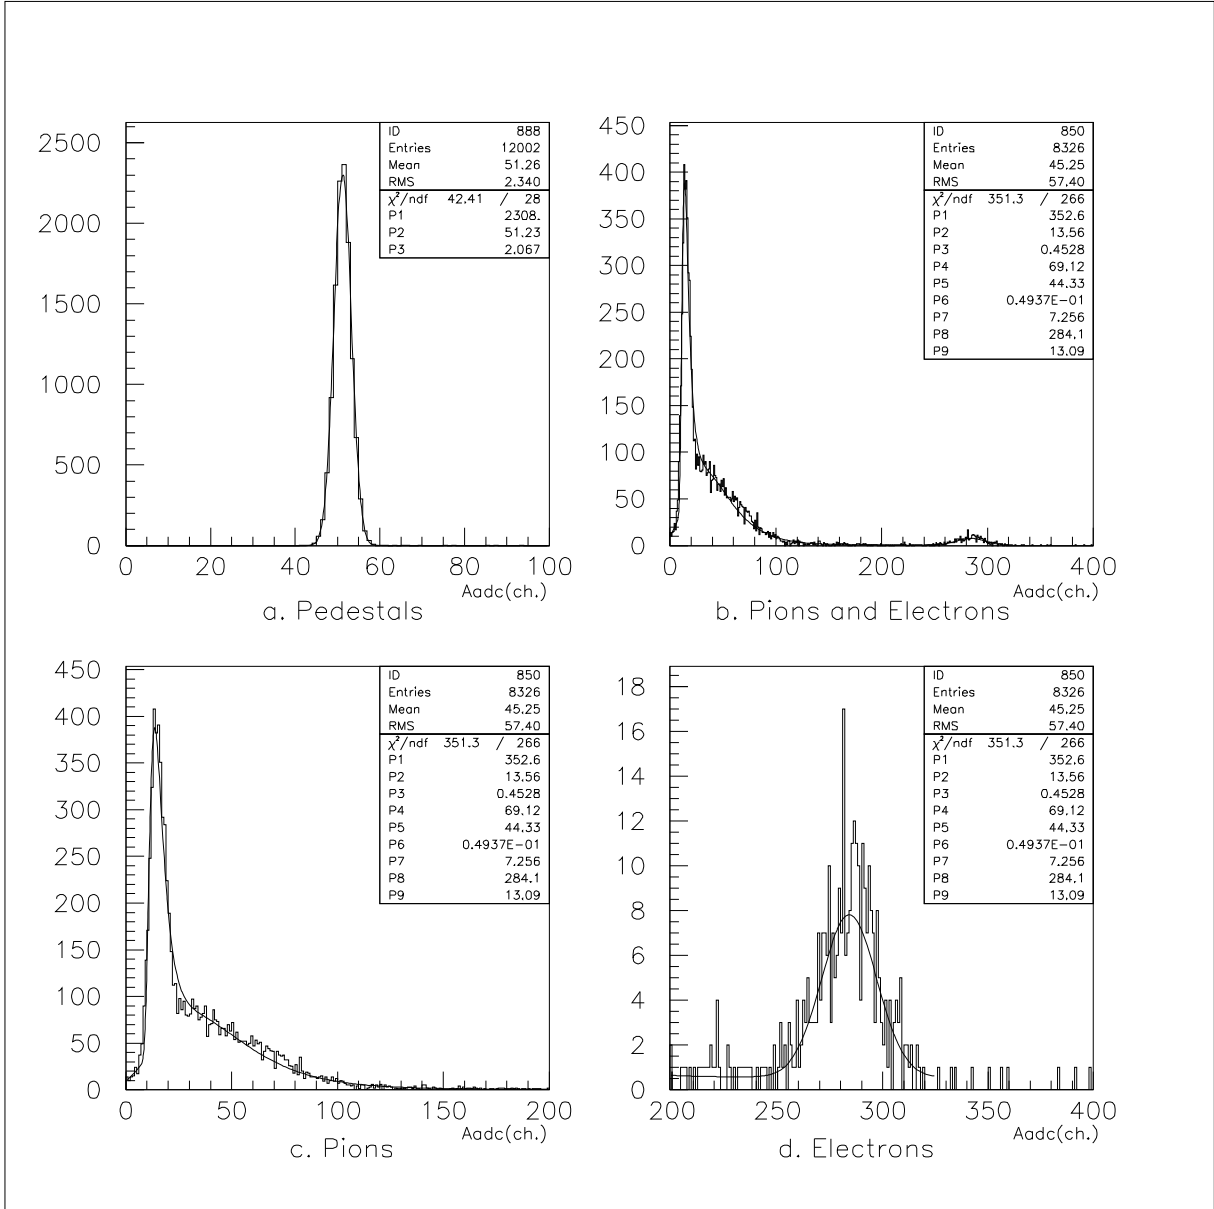 2500
2000
1500
1000
500
0
0 20 40 60 80 100
Aadc(ch.)
a. Pedestals
ID 888
Entries 12002
Mean 51.26
RMS 2.340
χ²/ndf 42.41 / 28
P1 2308.
P2 51.23
P3 2.067
450
400
350
300
250
200
150
100
50
0
0 100 200 300 400
Aadc(ch.)
b. Pions and Electrons
ID 850
Entries 8326
Mean 45.25
RMS 57.40
χ²/ndf 351.3 / 266
P1 352.6
P2 13.56
P3 0.4528
P4 69.12
P5 44.33
P6 0.4937E-01
P7 7.256
P8 284.1
P9 13.09
450
400
350
300
250
200
150
100
50
0
0 50 100 150 200
Aadc(ch.)
c. Pions
ID 850
Entries 8326
Mean 45.25
RMS 57.40
χ²/ndf 351.3 / 266
P1 352.6
P2 13.56
P3 0.4528
P4 69.12
P5 44.33
P6 0.4937E-01
P7 7.256
P8 284.1
P9 13.09
18
16
14
12
10
8
6
4
2
0
200 250 300 350 400
Aadc(ch.)
d. Electrons
ID 850
Entries 8326
Mean 45.25
RMS 57.40
χ²/ndf 351.3 / 266
P1 352.6
P2 13.56
P3 0.4528
P4 69.12
P5 44.33
P6 0.4937E-01
P7 7.256
P8 284.1
P9 13.09